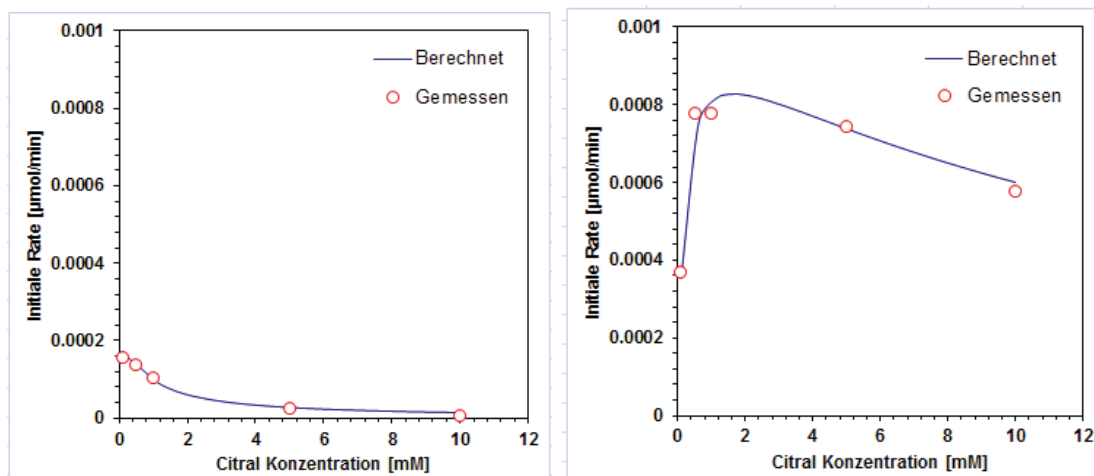 0.001
0.0008
0.0006
0.0004
0.0002
0
0 2 4 6 8 10 12
Initiale Rate [µmol/min]
Citral Konzentration [mM]
Berechnet
Gemessen
0.001
0.0008
0.0006
0.0004
0.0002
0
0 2 4 6 8 10 12
Initiale Rate [µmol/min]
Citral Konzentration [mM]
Berechnet
Gemessen